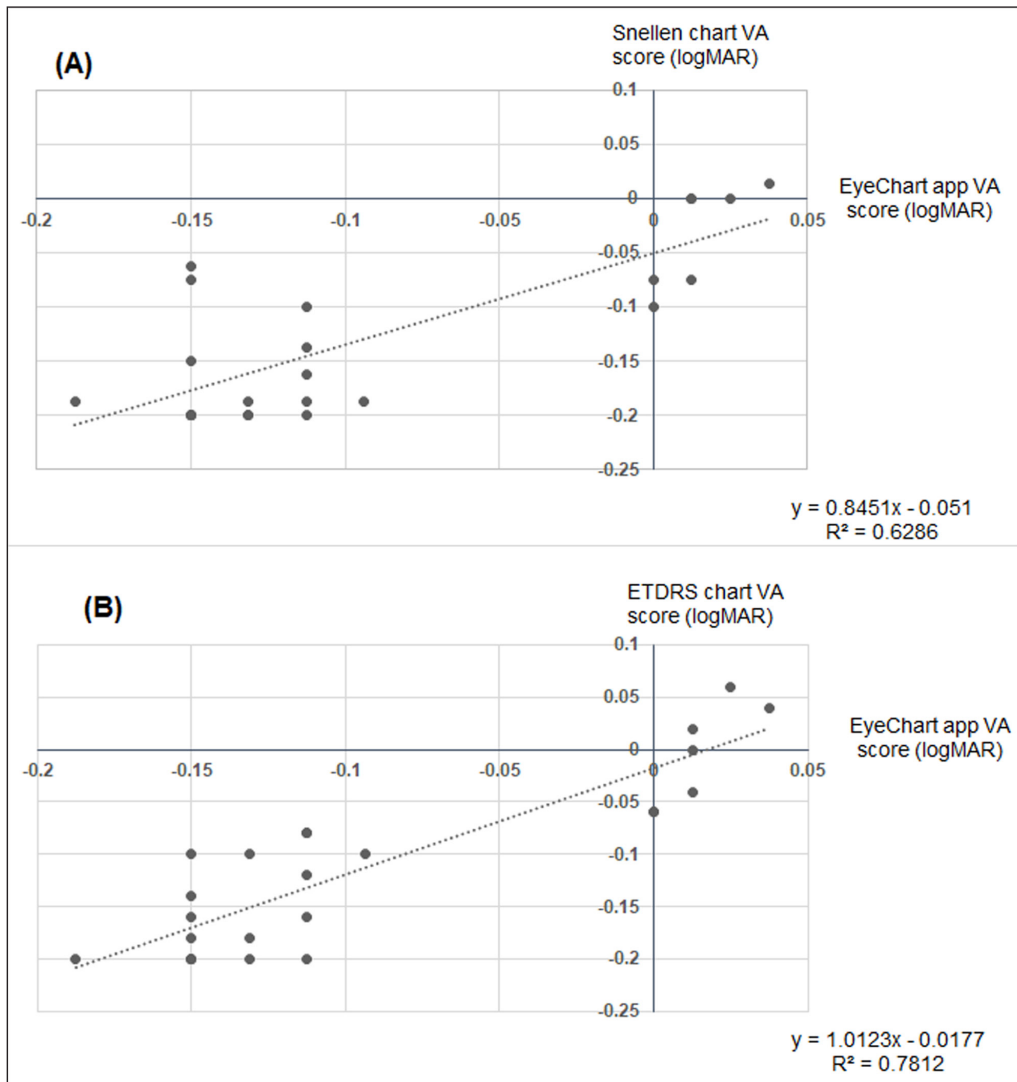 Snellen chart VA
score (logMAR)
(A)
0.1
0.05
EyeChart app VA
score (logMAR)
0
-0.2
-0.15
-0.1
-0.05
0
0.05
-0.05
-0.1
-0.15
-0.2
-0.25
y = 0.8451x - 0.051
R² = 0.6286
ETDRS chart VA
score (logMAR)
(B)
0.1
0.05
EyeChart app VA
score (logMAR)
0
-0.2
-0.15
-0.1
-0.05
0
0.05
-0.05
-0.1
-0.15
-0.2
-0.25
y = 1.0123x - 0.0177
R² = 0.7812